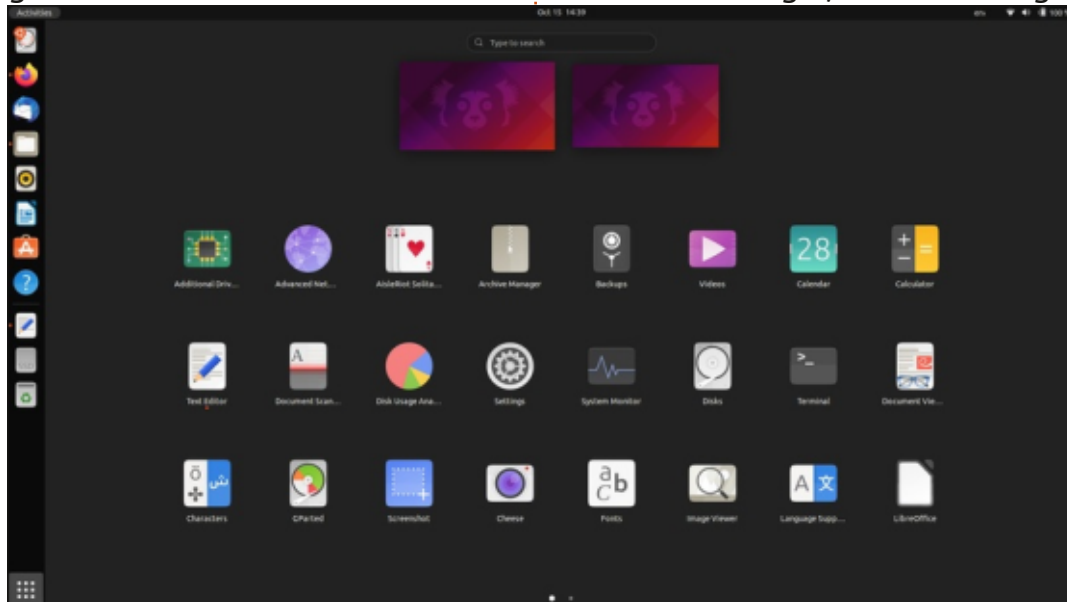 Activities Oct 15 14:39 en 100
Type to search
28
Additional Driv... Advanced Net... AisleRiot Solita... Archive Manager Backups Videos Calendar Calculator
A
>_
Text Editor Document Scan... Disk Usage Ana... Settings System Monitor Disks Terminal Document Vie...
Characters GParted Screenshot Cheese Fonts Image Viewer Language Supp... LibreOffice